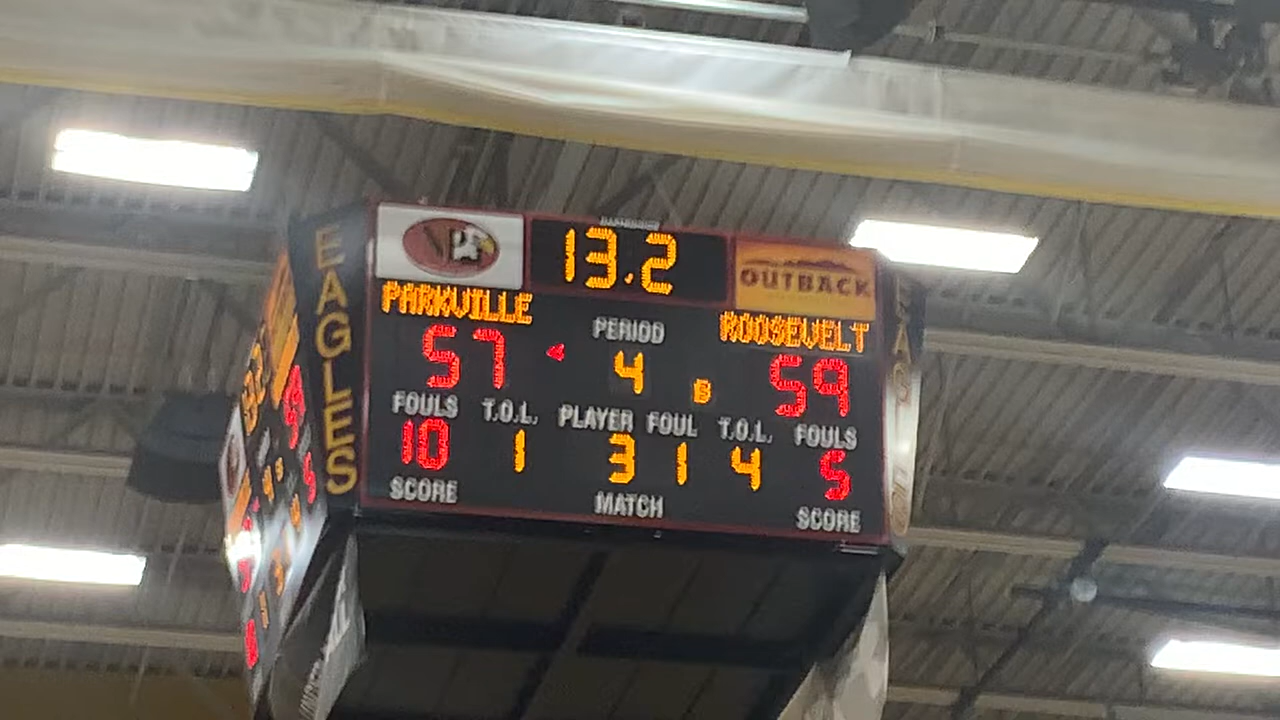 EAGLES
13.2
OUTBACK
PARKVILLE
ROOSEVELT
57
PERIOD
4
B
59
FOULS
T.O.L.
PLAYER FOUL
T.O.L.
FOULS
10
1
3
1
4
5
SCORE
MATCH
SCORE